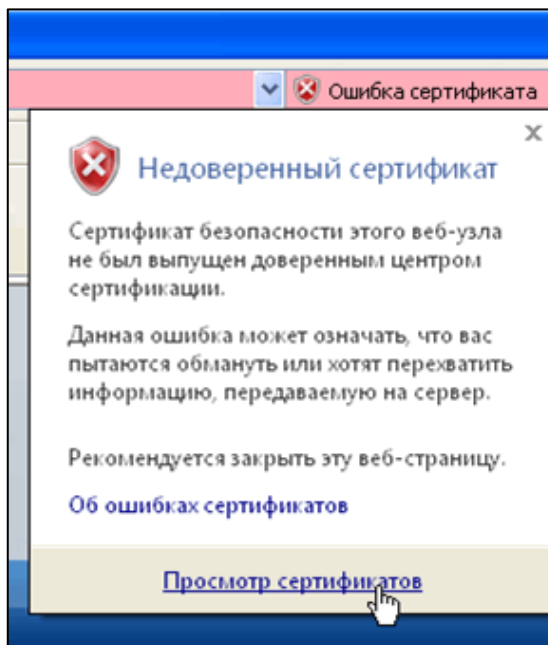 Ошибка сертификата
Недоверенный сертификат
Сертификат безопасности этого веб-узла
не был выпущен доверенным центром
сертификации.
Данная ошибка может означать, что вас
пытаются обмануть или хотят перехватить
информацию, передаваемую на сервер.
Рекомендуется закрыть эту веб-страницу.
Об ошибках сертификатов
Просмотр сертификатов